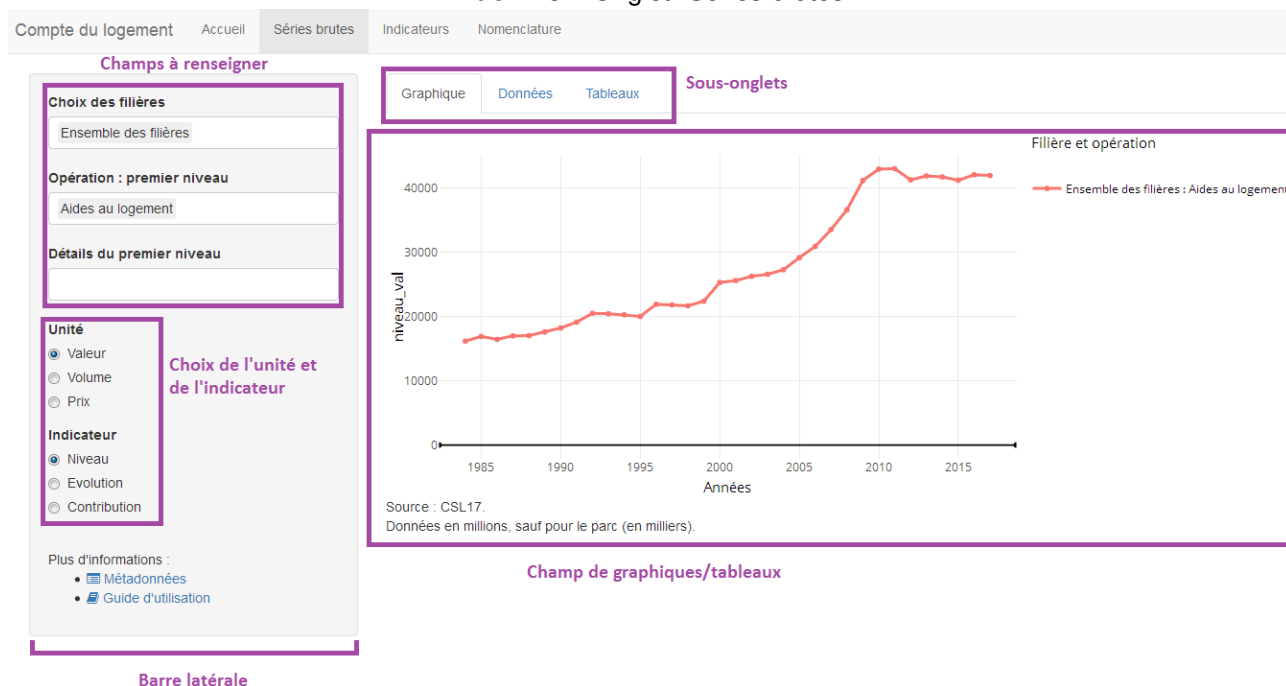 Compte du logement Accueil Séries brutes Indicateurs Nomenclature
Champs à renseigner
Choix des filières
Ensemble des filières
Opération : premier niveau
Aides au logement
Détails du premier niveau
Unité
Valeur
Volume
Prix
Choix de l'unité et
de l'indicateur
Indicateur
Niveau
Evolution
Contribution
Plus d'informations :
Métadonnées
Guide d'utilisation
Barre latérale
Graphique Données Tableaux
Sous-onglets
Filière et opération
Ensemble des filières : Aides au logement
niveau_val
40000
30000
20000
10000
0
1985 1990 1995 2000 2005 2010 2015
Années
Source : CSL17.
Données en millions, sauf pour le parc (en milliers).
Champ de graphiques/tableaux